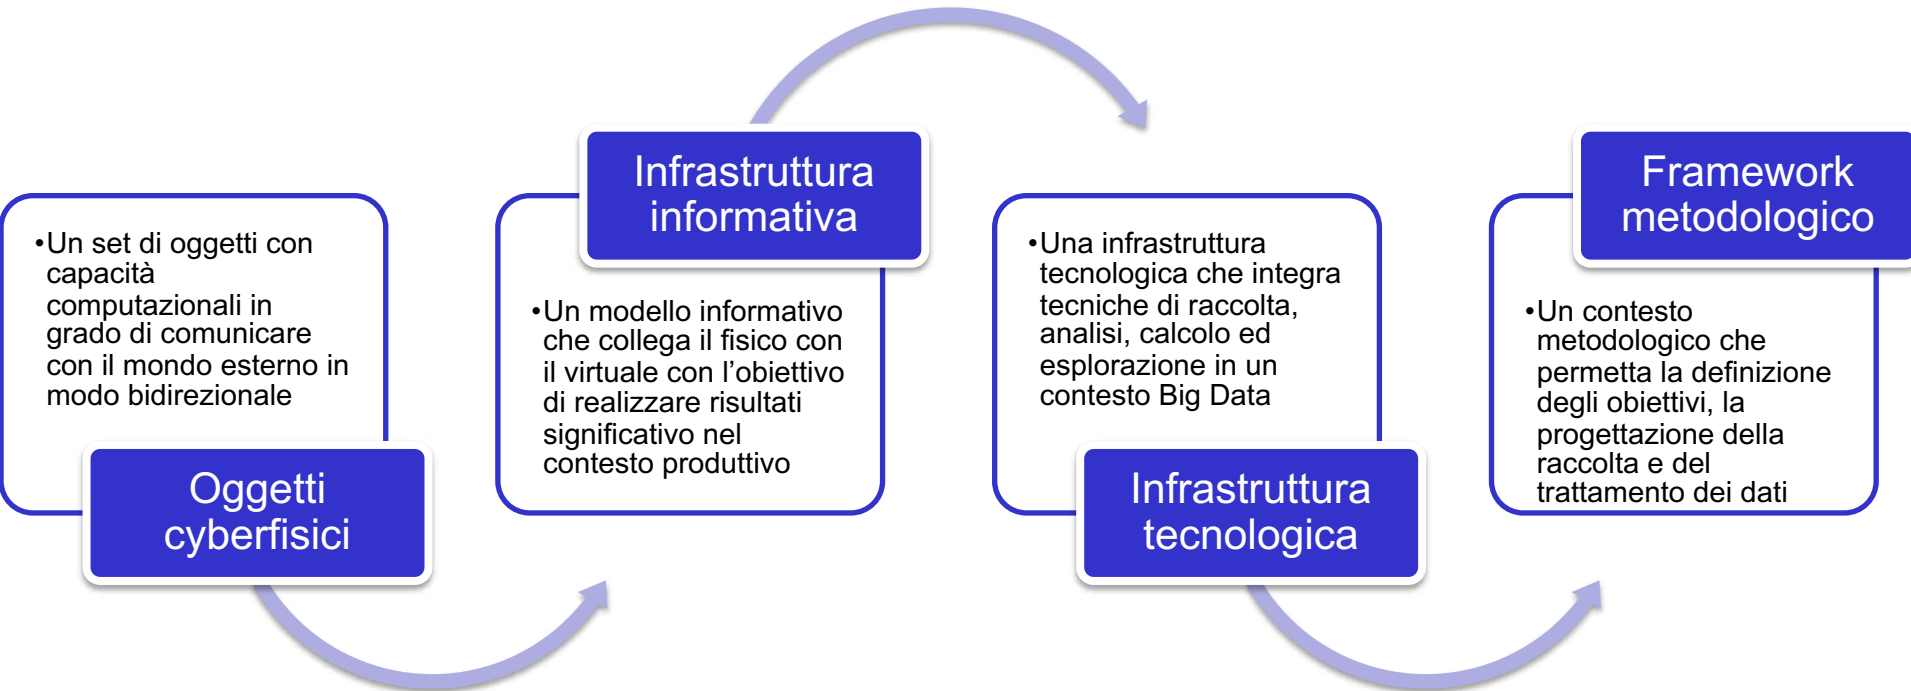 •Un set di oggetti con
capacità
computazionali in
grado di comunicare
con il mondo esterno in
modo bidirezionale
Oggetti
cyberfisici
Infrastruttura
informativa
•Un modello informativo
che collega il fisico con
il virtuale con l’obiettivo
di realizzare risultati
significativo nel
contesto produttivo
•Una infrastruttura
tecnologica che integra
tecniche di raccolta,
analisi, calcolo ed
esplorazione in un
contesto Big Data
Infrastruttura
tecnologica
Framework
metodologico
•Un contesto
metodologico che
permetta la definizione
degli obiettivi, la
progettazione della
raccolta e del
trattamento dei dati